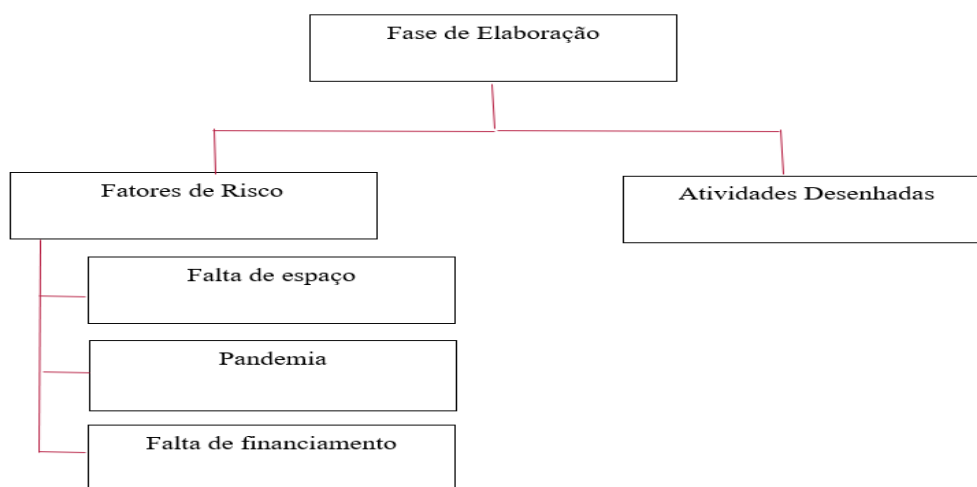 Fase de Elaboração
Fatores de Risco
Atividades Desenhadas
Falta de espaço
Pandemia
Falta de financiamento